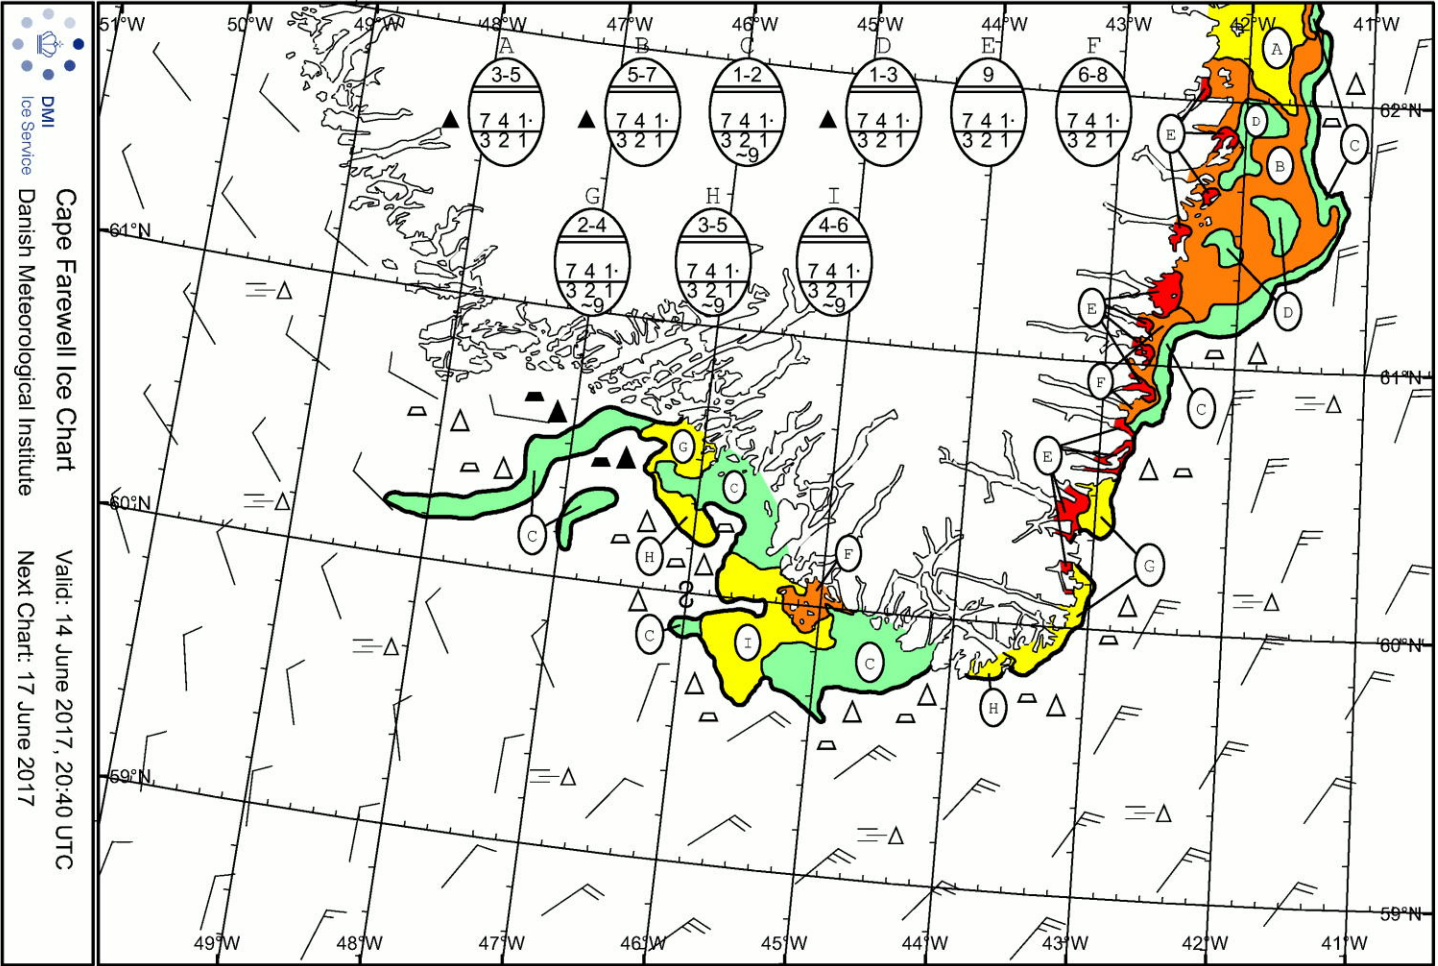 DMI
Ice Service
Cape Farewell Ice Chart
Danish Meteorological Institute
Valid: 14 June 2017, 20:40 UTC
Next Chart: 17 June 2017
51°W 50°W 49°W 48°W 47°W 46°W 45°W 44°W 43°W 42°W 41°W
A B C D E F
3-5 5-7 1-2 1-3 9 6-8
7 4 1· 7 4 1· 7 4 1· 7 4 1· 7 4 1· 7 4 1·
3 2 1 3 2 1 3 2 1 3 2 1 3 2 1 3 2 1
~9
G H I
2-4 3-5 4-6
7 4 1· 7 4 1· 7 4 1·
3 2 1 3 2 1 3 2 1
~9 ~9 ~9
A
62°N
D
E
C
B
61°N
E
D
61°N
F
C
G
E
C
60°N
C
H
F
G
C
I
C
60°N
H
59°N
59°N
49°W 48°W 47°W 46°W 45°W 44°W 43°W 42°W 41°W